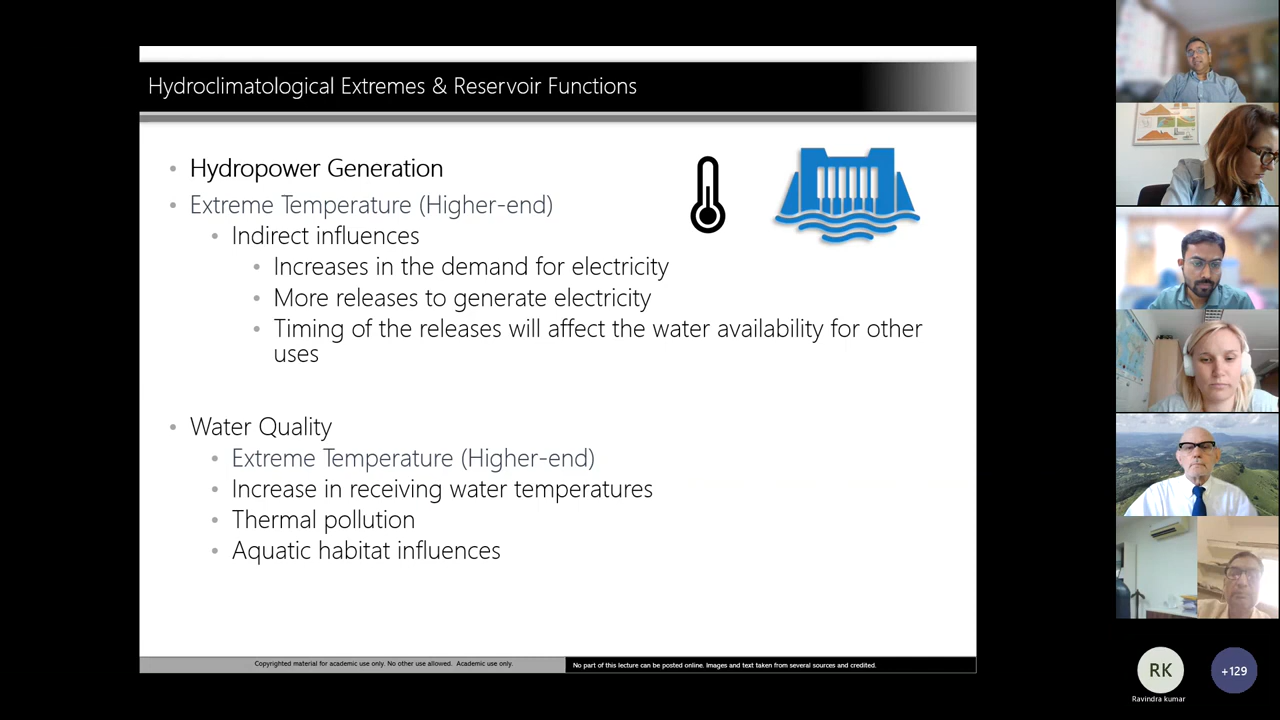 Hydroclimatological Extremes & Reservoir Functions
Hydropower Generation
Extreme Temperature (Higher-end)
Indirect influences
Increases in the demand for electricity
More releases to generate electricity
Timing of the releases will affect the water availability for other
uses
Water Quality
Extreme Temperature (Higher-end)
Increase in receiving water temperatures
Thermal pollution
Aquatic habitat influences
Copyrighted material for academic use only. No other use allowed. Academic use only.
No part of this lecture can be posted online. Images and text taken from several sources and credited.
RK
Ravindra kumar
+129